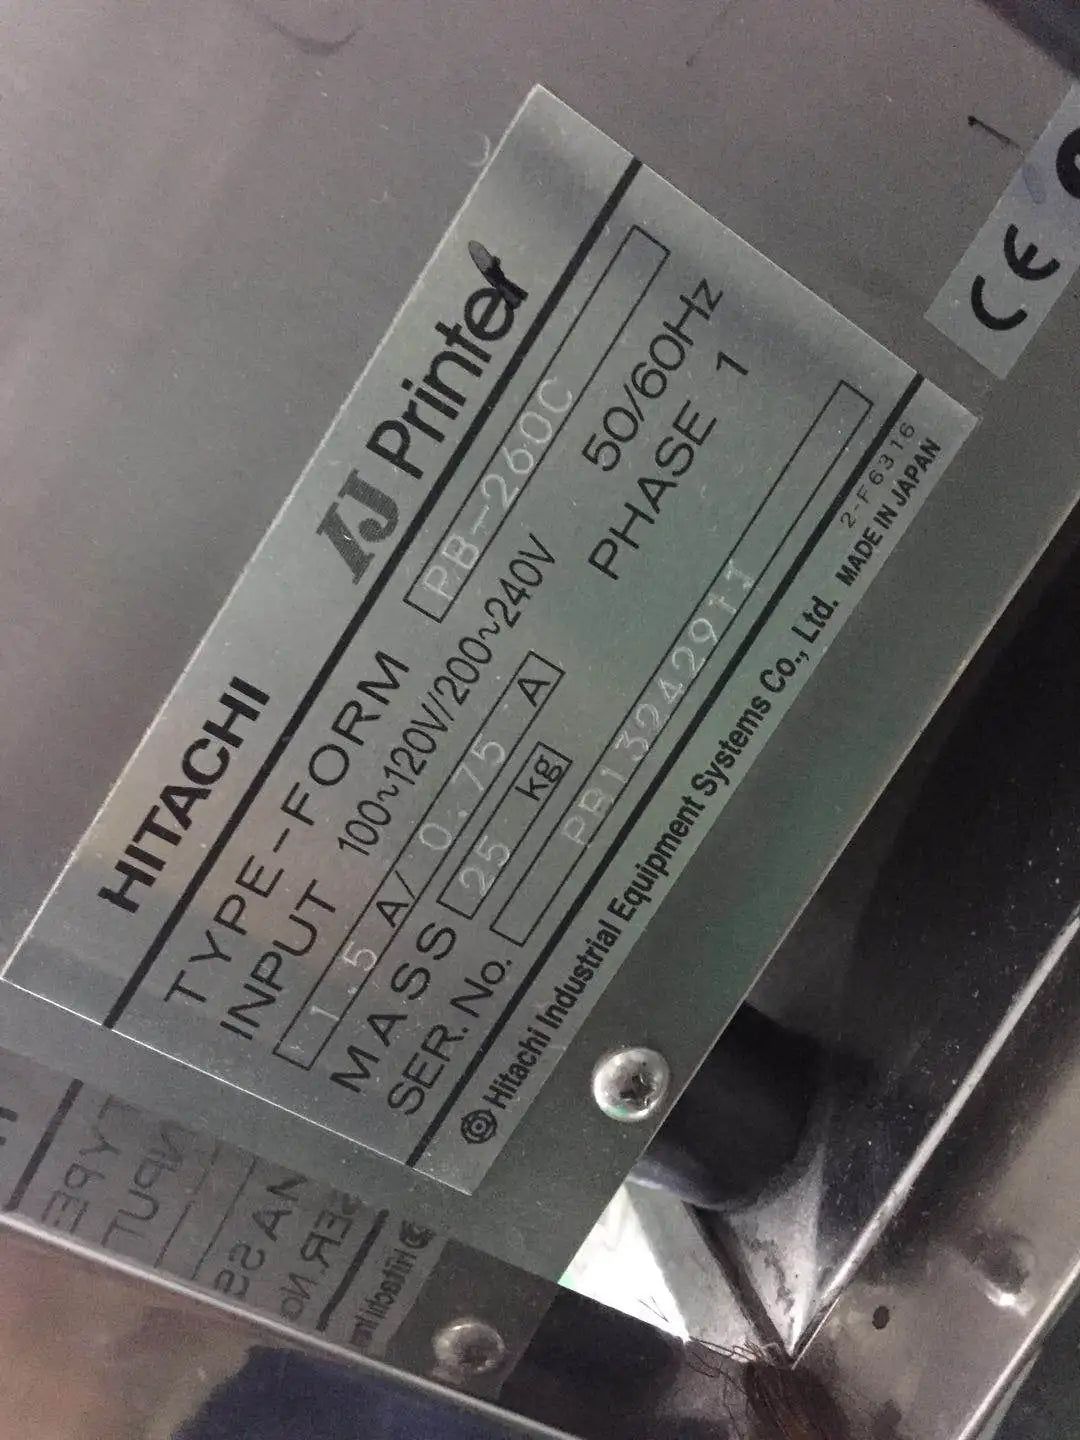 HITACHI IJ Printer
TYPE-FORM PB-260C
INPUT 100~120V/200~240V 50/60Hz
1.5 A/ 0.75 A PHASE 1
MASS 25 kg
SER. No. PB13242911
2-F6316
Hitachi Industrial Equipment Systems Co., Ltd. MADE IN JAPAN
CE
1